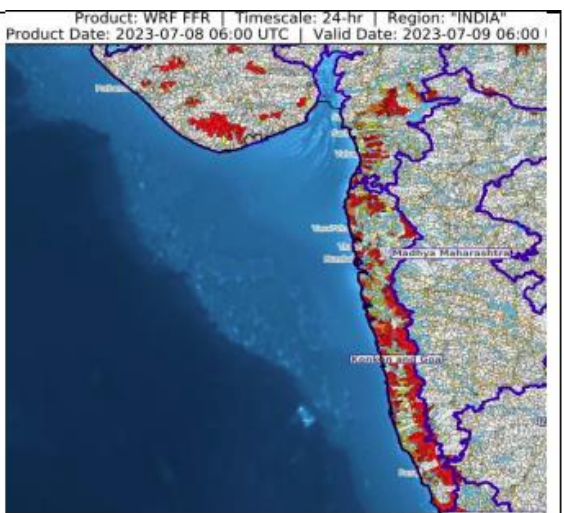 Product: WRF FFR | Timescale: 24-hr | Region: "INDIA"
Product Date: 2023-07-08 06:00 UTC | Valid Date: 2023-07-09 06:00
Madhya Maharashtra
Konkan and Goa